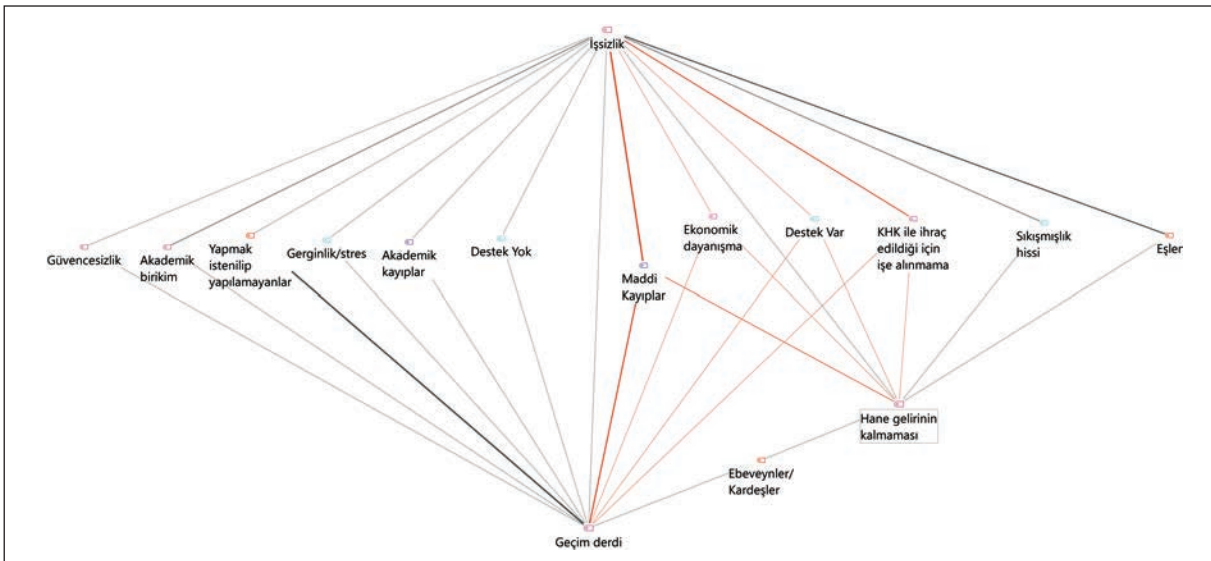 İşsizlik
Güvencesizlik
Akademik
birikim
Yapmak
istenilip
yapılamayanlar
Gerginlik/stres
Akademik
kayıplar
Destek Yok
Maddi
Kayıplar
Ekonomik
dayanışma
Destek Var
KHK ile ihraç
edildiği için
işe alınmama
Sıkışmışlık
hissi
Eşler
Hane gelirinin
kalmaması
Ebeveynler/
Kardeşler
Geçim derdi